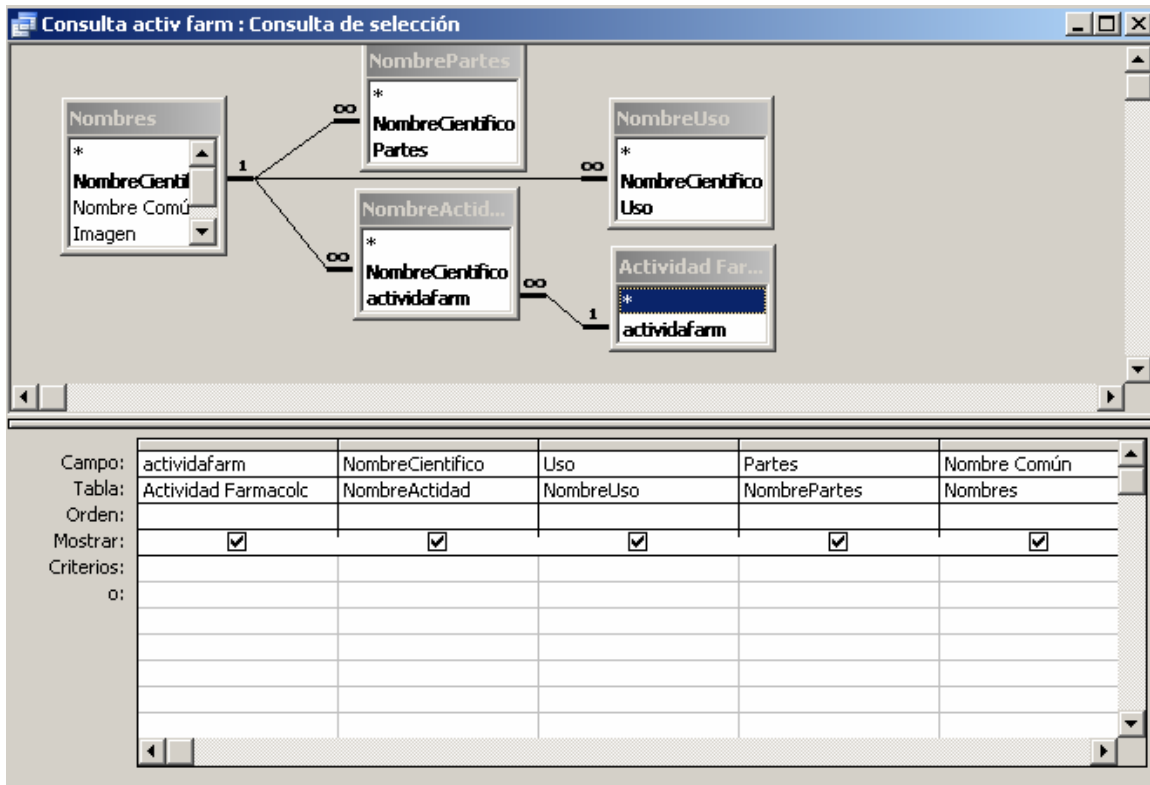 Consulta activ farm : Consulta de selección
NombrePartes
*
NombreCientifico
Partes
Nombres
*
NombreCientif
Nombre Comú
Imagen
NombreUso
*
NombreCientifico
Uso
NombreActid...
*
NombreCientifico
actividafarm
Actividad Far...
*
actividafarm
1
∞
∞
∞
∞
1
Campo: actividafarm NombreCientifico Uso Partes Nombre Común
Tabla: Actividad Farmacolc NombreActidad NombreUso NombrePartes Nombres
Orden:
Mostrar:
Criterios:
o: